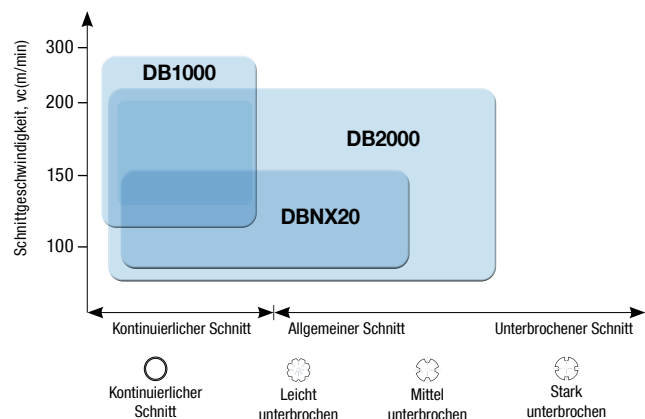 Schnittgeschwindigkeit, vc(m/min)
300
200
150
100
DB1000
DB2000
DBNX20
Kontinuierlicher Schnitt
Allgemeiner Schnitt
Unterbrochener Schnitt
Kontinuierlicher
Schnitt
Leicht
unterbrochen
Mittel
unterbrochen
Stark
unterbrochen